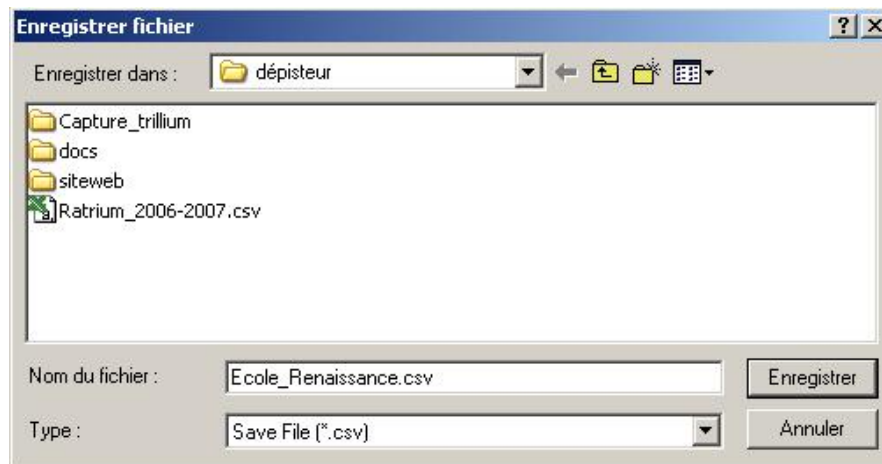 Enregistrer fichier
Enregistrer dans : dépisteur
Capture_trillium
docs
siteweb
Ratrium_2006-2007.csv
Nom du fichier : Ecole_Renaissance.csv Enregistrer
Type : Save File (*.csv) Annuler